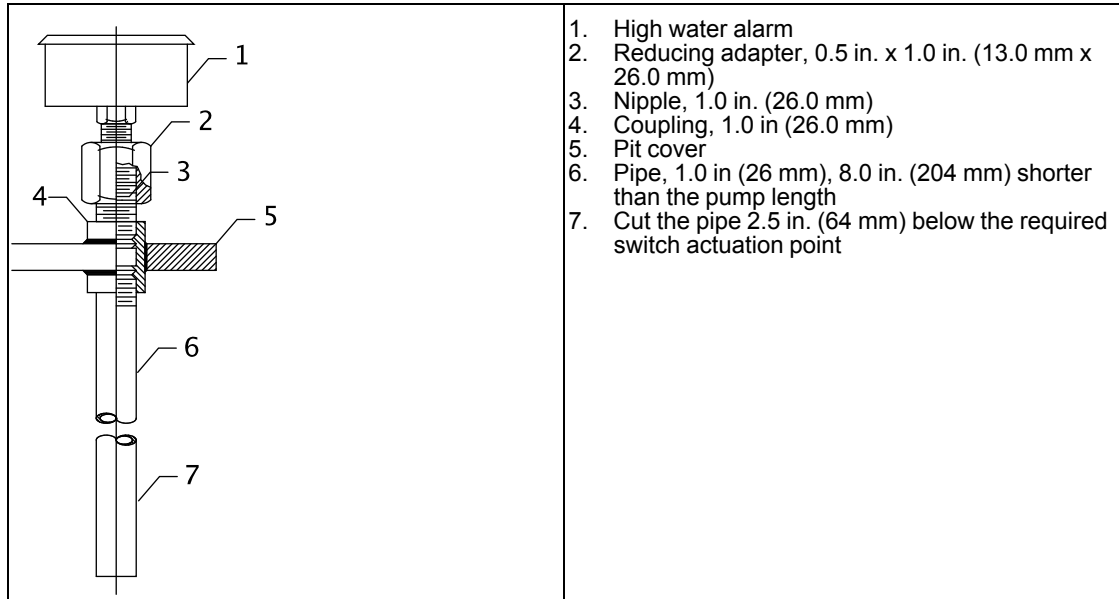 1
2
3
4
5
6
7
1. High water alarm
2. Reducing adapter, 0.5 in. x 1.0 in. (13.0 mm x
26.0 mm)
3. Nipple, 1.0 in. (26.0 mm)
4. Coupling, 1.0 in (26.0 mm)
5. Pit cover
6. Pipe, 1.0 in (26 mm), 8.0 in. (204 mm) shorter
than the pump length
7. Cut the pipe 2.5 in. (64 mm) below the required
switch actuation point